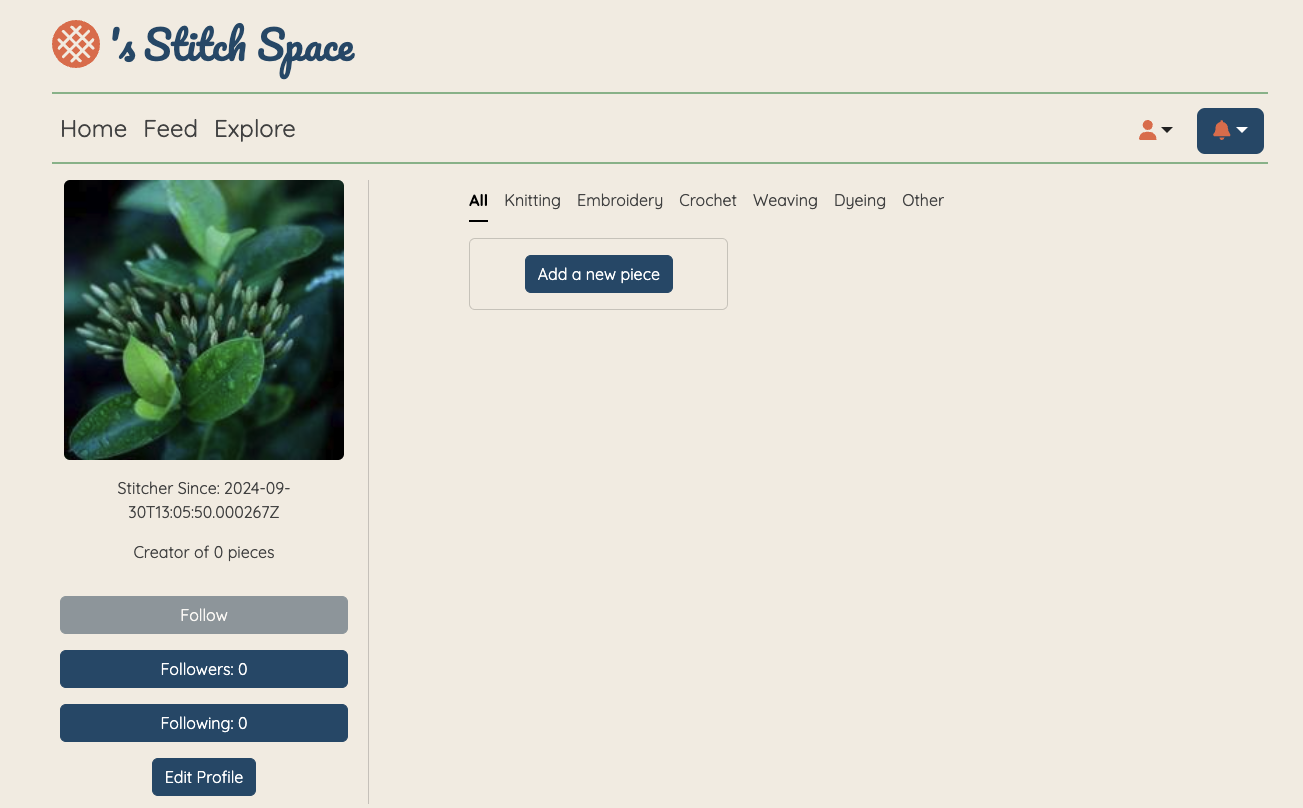 's Stitch Space
Home Feed Explore
All Knitting Embroidery Crochet Weaving Dyeing Other
Add a new piece
Stitcher Since: 2024-09-
30T13:05:50.000267Z
Creator of 0 pieces
Follow
Followers: 0
Following: 0
Edit Profile